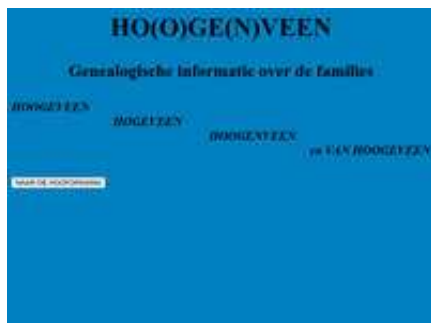 HO(O)GE(N)VEEN
Genealogische informatie over de families
HOOGEVEEN
HOGEVEEN
HOOGENVEEN
en VAN HOOGEVEEN
NAAR DE HOOFDPAGINA